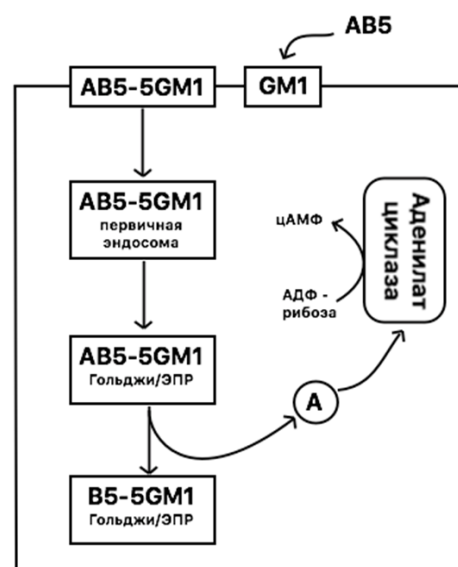 AB5
AB5-5GM1
GM1
AB5-5GM1
первичная
эндосома
Аденилат
циклаза
цАМФ
АДФ -
рибоза
AB5-5GM1
Гольджи/ЭПР
A
B5-5GM1
Гольджи/ЭПР